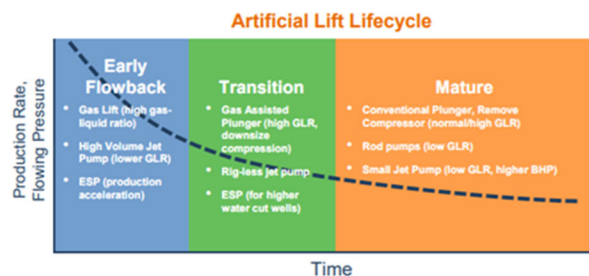 Artificial Lift Lifecycle
Production Rate,
Flowing Pressure
Early
Flowback
• Gas Lift (high gas-
liquid ratio)
• High Volume Jet
Pump (lower GLR)
• ESP (production
acceleration)
Transition
• Gas Assisted
Plunger (high GLR,
downsize
compression)
• Rig-less jet pump
• ESP (for higher
water cut wells)
Mature
• Conventional Plunger, Remove
Compressor (normal/high GLR)
• Rod pumps (low GLR)
• Small Jet Pump (low GLR, higher BHP)
Time